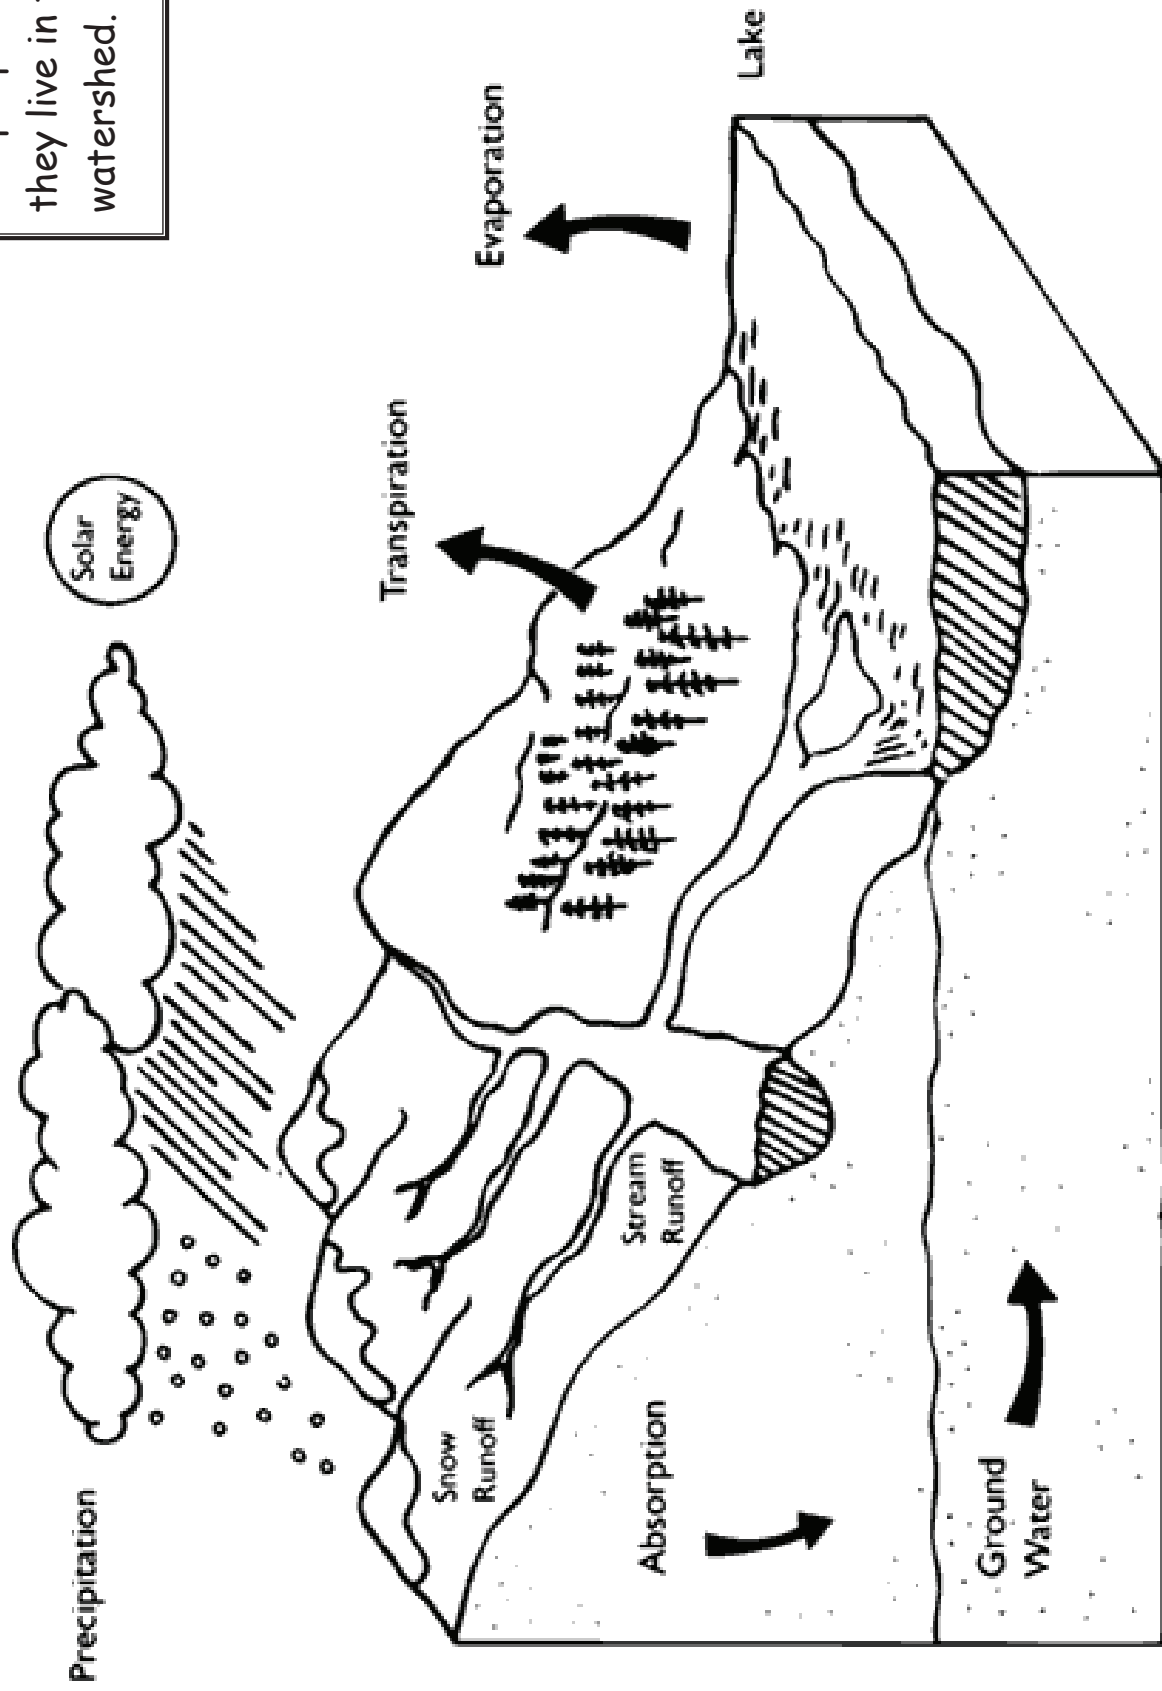 they live in
watershed.
Precipitation
Solar
Energy
Transpiration
Evaporation
Lake
Snow
Runoff
Stream
Runoff
Absorption
Ground
Water